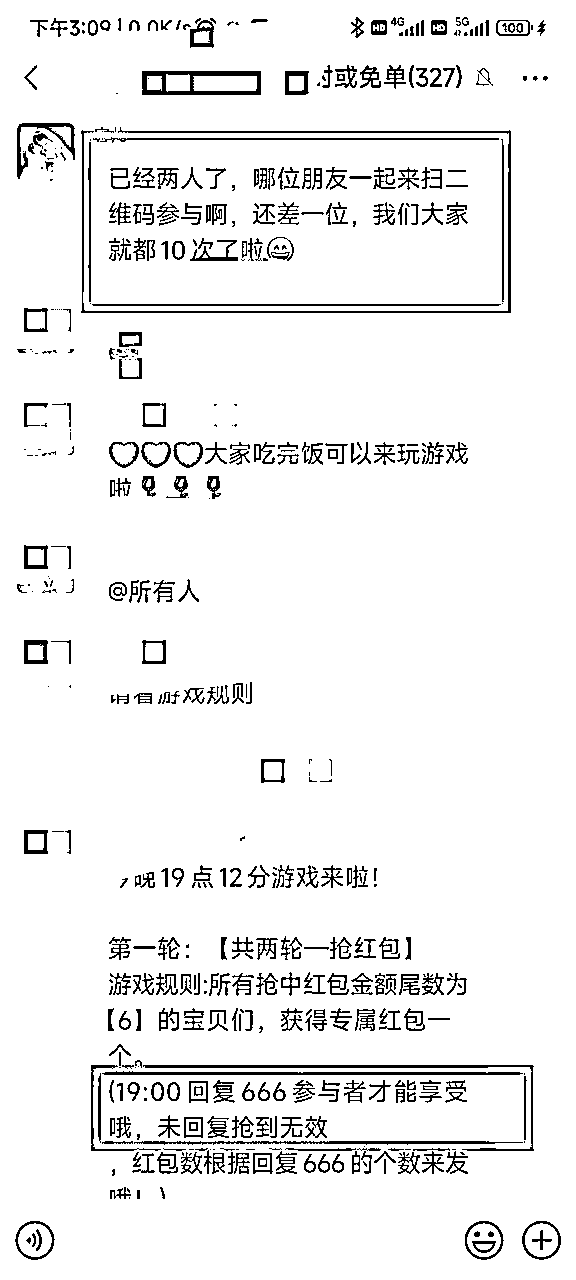 下午3:09
4G
5G
100
或免单(327)
已经两人了，哪位朋友一起来扫二
维码参与啊，还差一位，我们大家
就都10次了啦😄
♡♡♡大家吃完饭可以来玩游戏
啦🌹🌹🌹
@所有人
请看游戏规则
晚19点12分游戏来啦！
第一轮：【共两轮—抢红包】
游戏规则:所有抢中红包金额尾数为
【6】的宝贝们，获得专属红包一
个。
(19:00回复666参与者才能享受
哦，未回复抢到无效
，红包数根据回复666的个数来发
哦！)